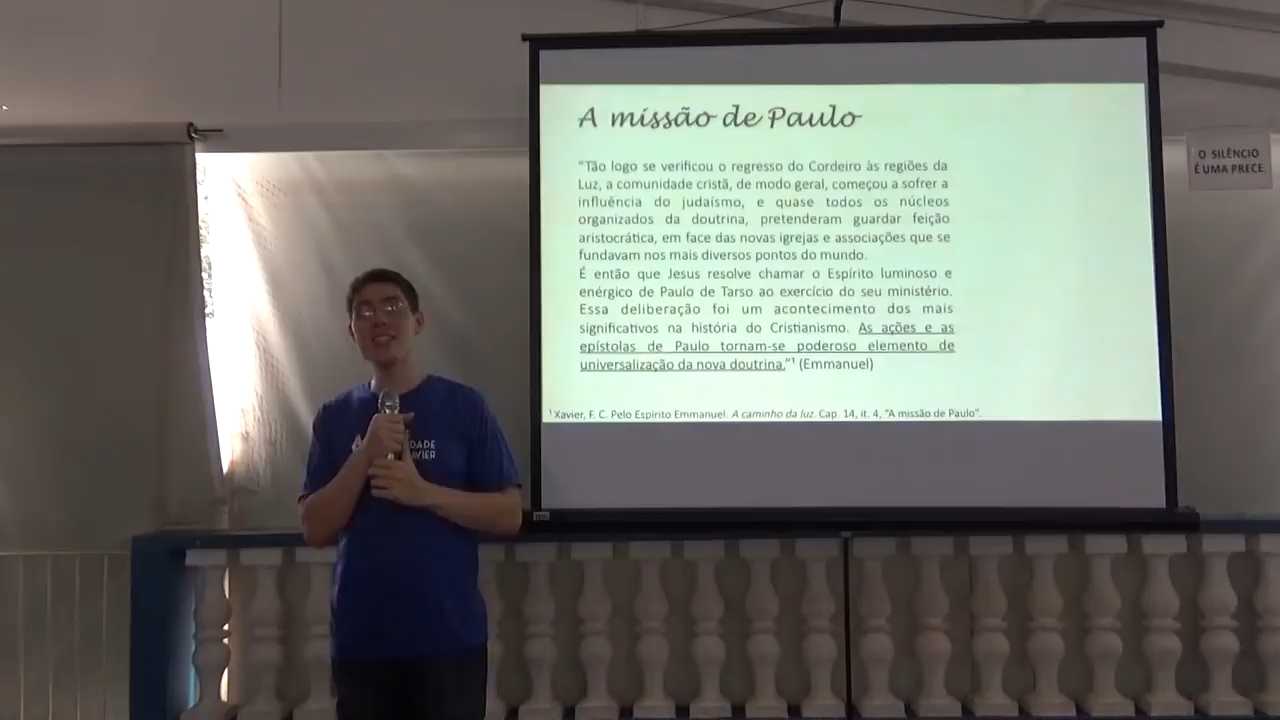 A missão de Paulo
"Tão logo se verificou o regresso do Cordeiro às regiões da
Luz, a comunidade cristã, de modo geral, começou a sofrer a
influência do judaísmo, e quase todos os núcleos
organizados da doutrina, pretenderam guardar feição
aristocrática, em face das novas igrejas e associações que se
fundavam nos mais diversos pontos do mundo.
É então que Jesus resolve chamar o Espírito luminoso e
enérgico de Paulo de Tarso ao exercício do seu ministério.
Essa deliberação foi um acontecimento dos mais
significativos na história do Cristianismo. As ações e as
epístolas de Paulo tornam-se poderoso elemento de
universalização da nova doutrina."¹ (Emmanuel)
¹ Xavier, F. C. Pelo Espirito Emmanuel. A caminho da luz. Cap. 14, it. 4, "A missão de Paulo".
O SILÊNCIO
É UMA PRECE
DADE
AVIER